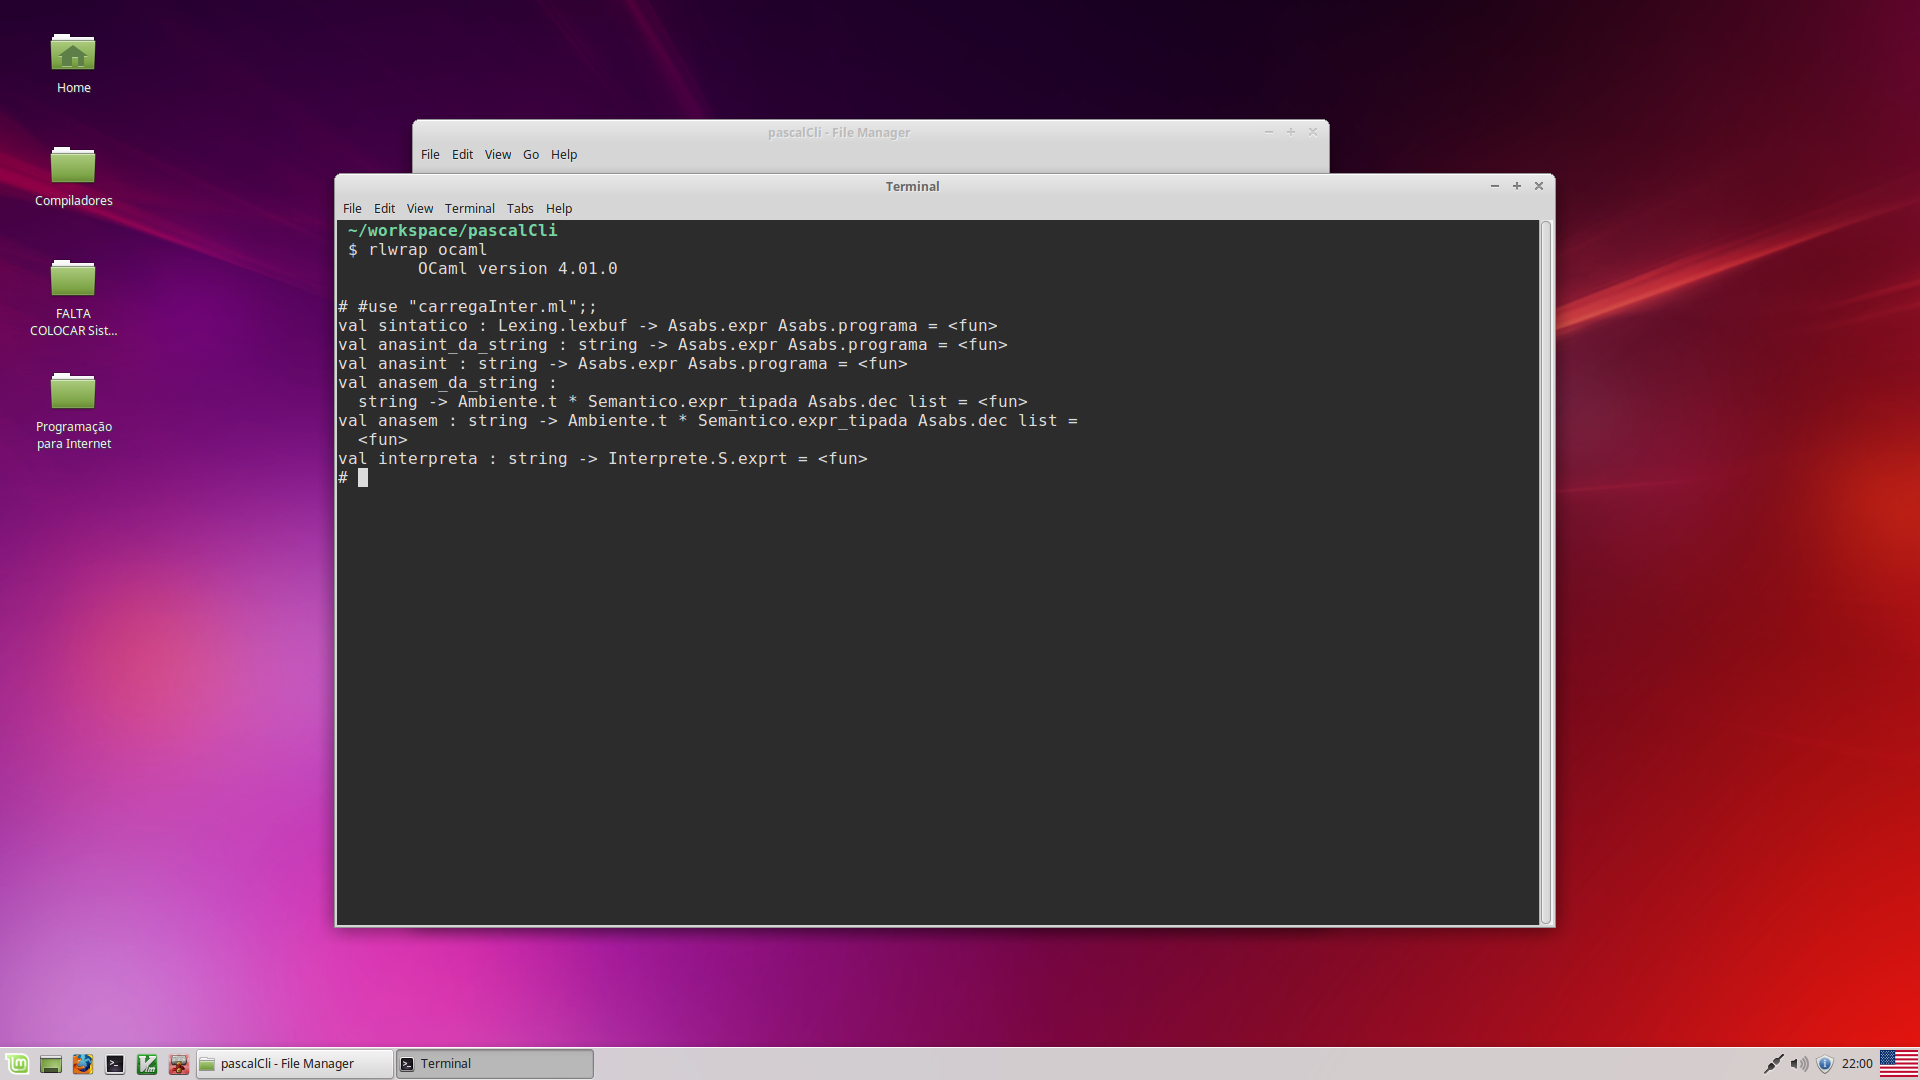 Home
Compiladores
FALTA
COLOCAR Sist...
Programação
para Internet
pascalCli - File Manager
File Edit View Go Help
Terminal
File Edit View Terminal Tabs Help
~/workspace/pascalCli
$ rlwrap ocaml
OCaml version 4.01.0
# #use "carregaInter.ml";;
val sintatico : Lexing.lexbuf -> Asabs.expr Asabs.programa = <fun>
val anasint_da_string : string -> Asabs.expr Asabs.programa = <fun>
val anasint : string -> Asabs.expr Asabs.programa = <fun>
val anasem_da_string :
string -> Ambiente.t * Semantico.expr_tipada Asabs.dec list = <fun>
val anasem : string -> Ambiente.t * Semantico.expr_tipada Asabs.dec list =
<fun>
val interpreta : string -> Interprete.S.exprt = <fun>
#
pascalCli - File Manager
Terminal
22:00